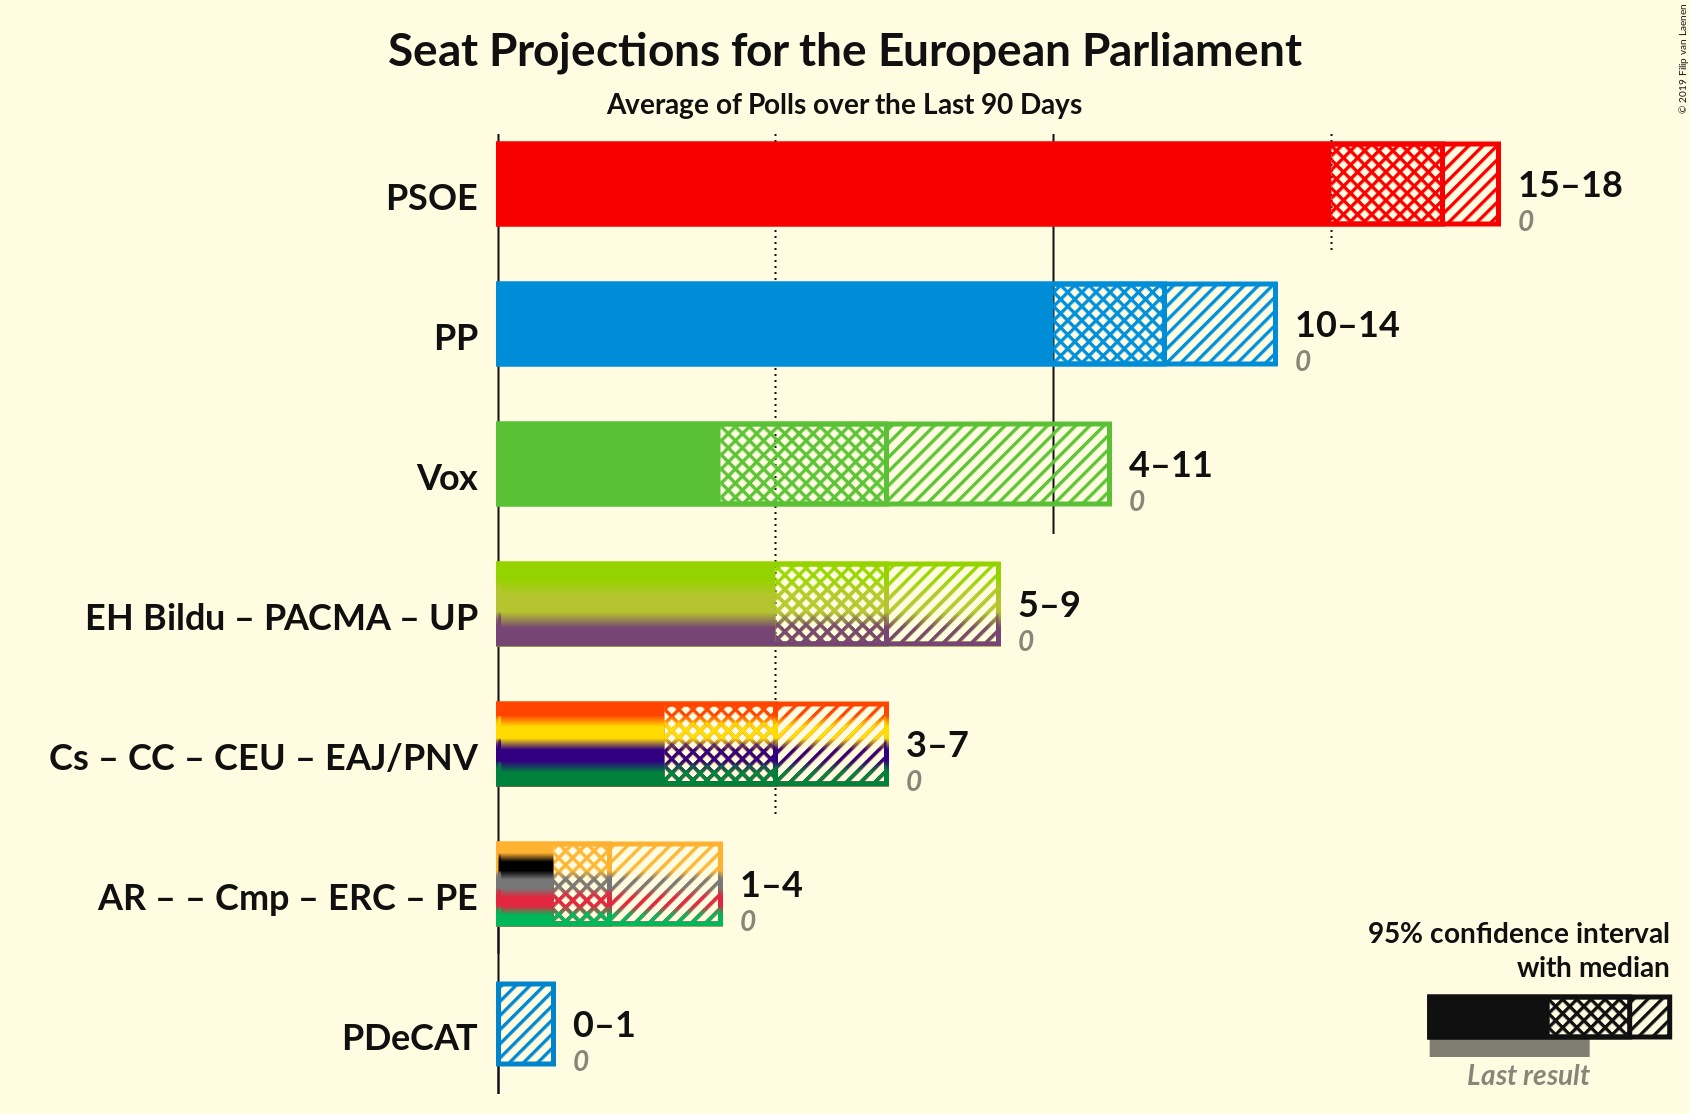 Seat Projections for the European Parliament
Average of Polls over the Last 90 Days
© 2019 Filip van Laenen
PSOE
15–18
0
PP
10–14
0
Vox
4–11
0
EH Bildu – PACMA – UP
5–9
0
Cs – CC – CEU – EAJ/PNV
3–7
0
AR – – Cmp – ERC – PE
1–4
0
PDeCAT
0–1
0
95% confidence interval
with median
Last result